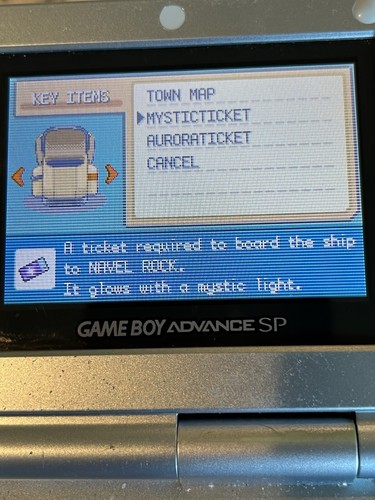 KEY ITEMS
TOWN MAP
MYSTICTICKET
AURORATICKET
CANCEL
A ticket required to board the ship
to NAVEL ROCK.
It glows with a mystic light.
GAME BOY ADVANCE SP